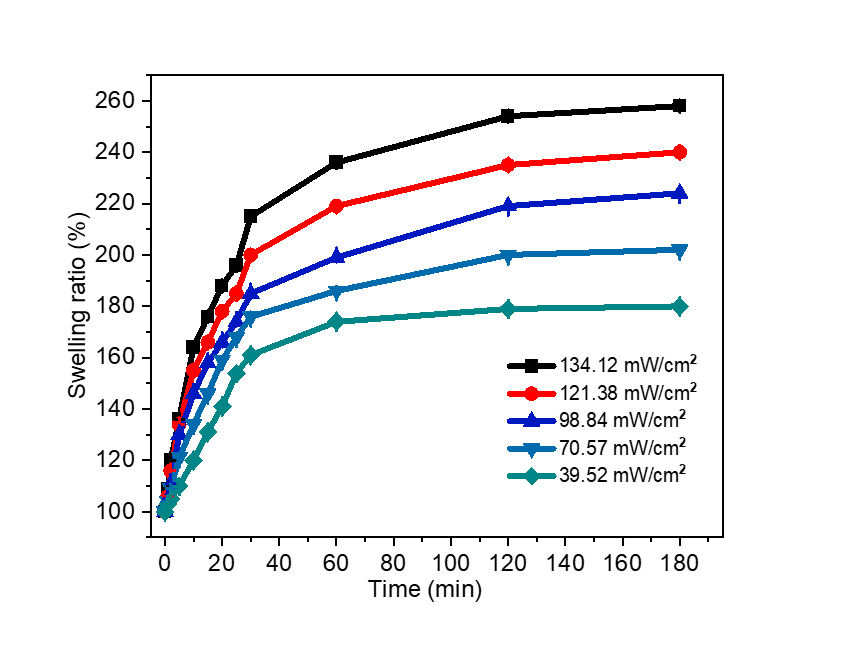 260
240
220
200
180
160
140
120
100
Swelling ratio (%)
134.12 mW/cm²
121.38 mW/cm²
98.84 mW/cm²
70.57 mW/cm²
39.52 mW/cm²
0 20 40 60 80 100 120 140 160 180
Time (min)